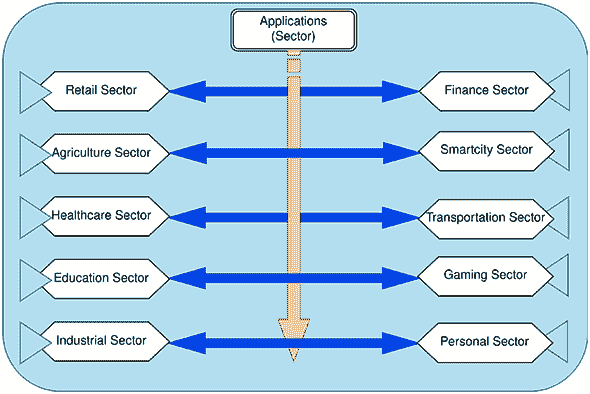 Applications
(Sector)
Retail Sector
Finance Sector
Agriculture Sector
Smartcity Sector
Healthcare Sector
Transportation Sector
Education Sector
Gaming Sector
Industrial Sector
Personal Sector